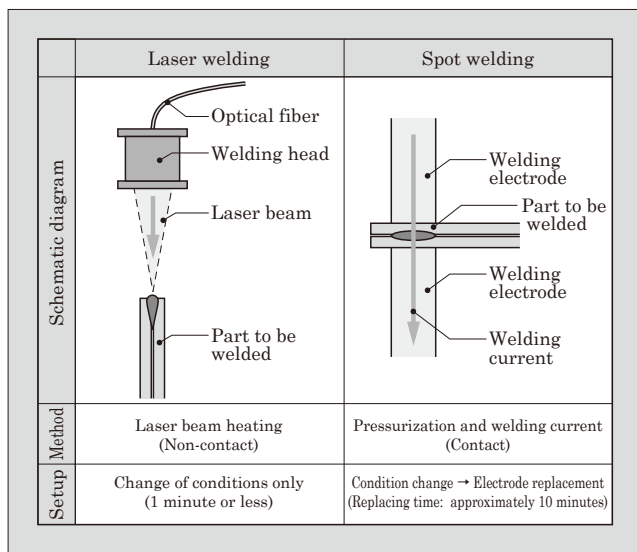 Laser welding
Spot welding
Schematic diagram
Optical fiber
Welding head
Laser beam
Part to be
welded
Welding
electrode
Part to be
welded
Welding
electrode
Welding
current
Method
Laser beam heating
(Non-contact)
Pressurization and welding current
(Contact)
Setup
Change of conditions only
(1 minute or less)
Condition change → Electrode replacement
(Replacing time: approximately 10 minutes)